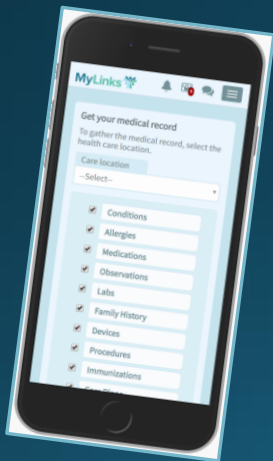 MyLinks
Get your medical record
To gather the medical record, select the
health care location.
Care location
--Select--
Conditions
Allergies
Medications
Observations
Labs
Family History
Devices
Procedures
Immunizations